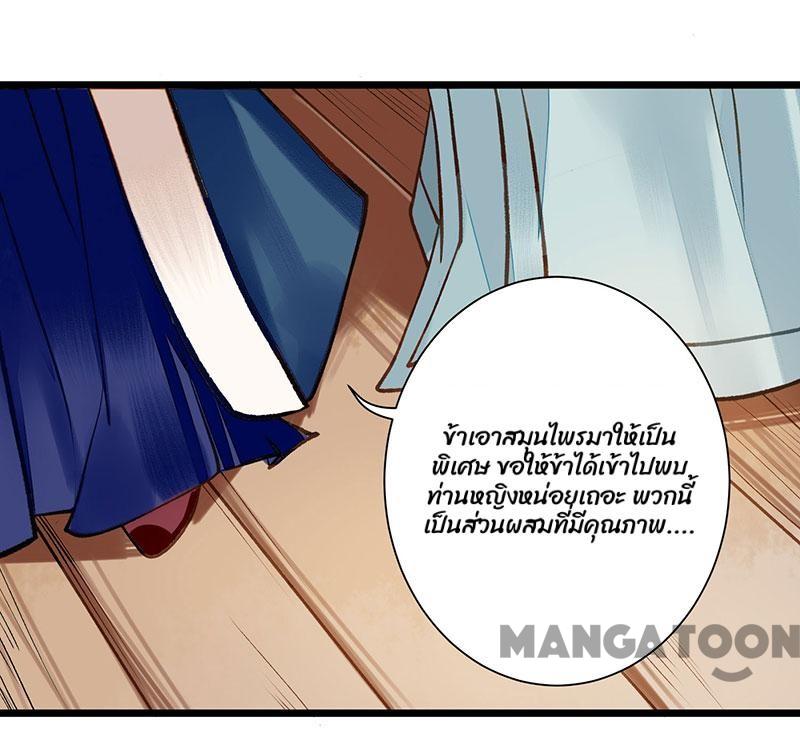 ข้าเอาสมุนไพรมาให้เป็น
พิเศษ ขอให้ข้าได้เข้าไปพบ
ท่านหญิงหน่อยเถอะ พวกนี้
เป็นส่วนผสมที่มีคุณภาพ....
MANGATOON